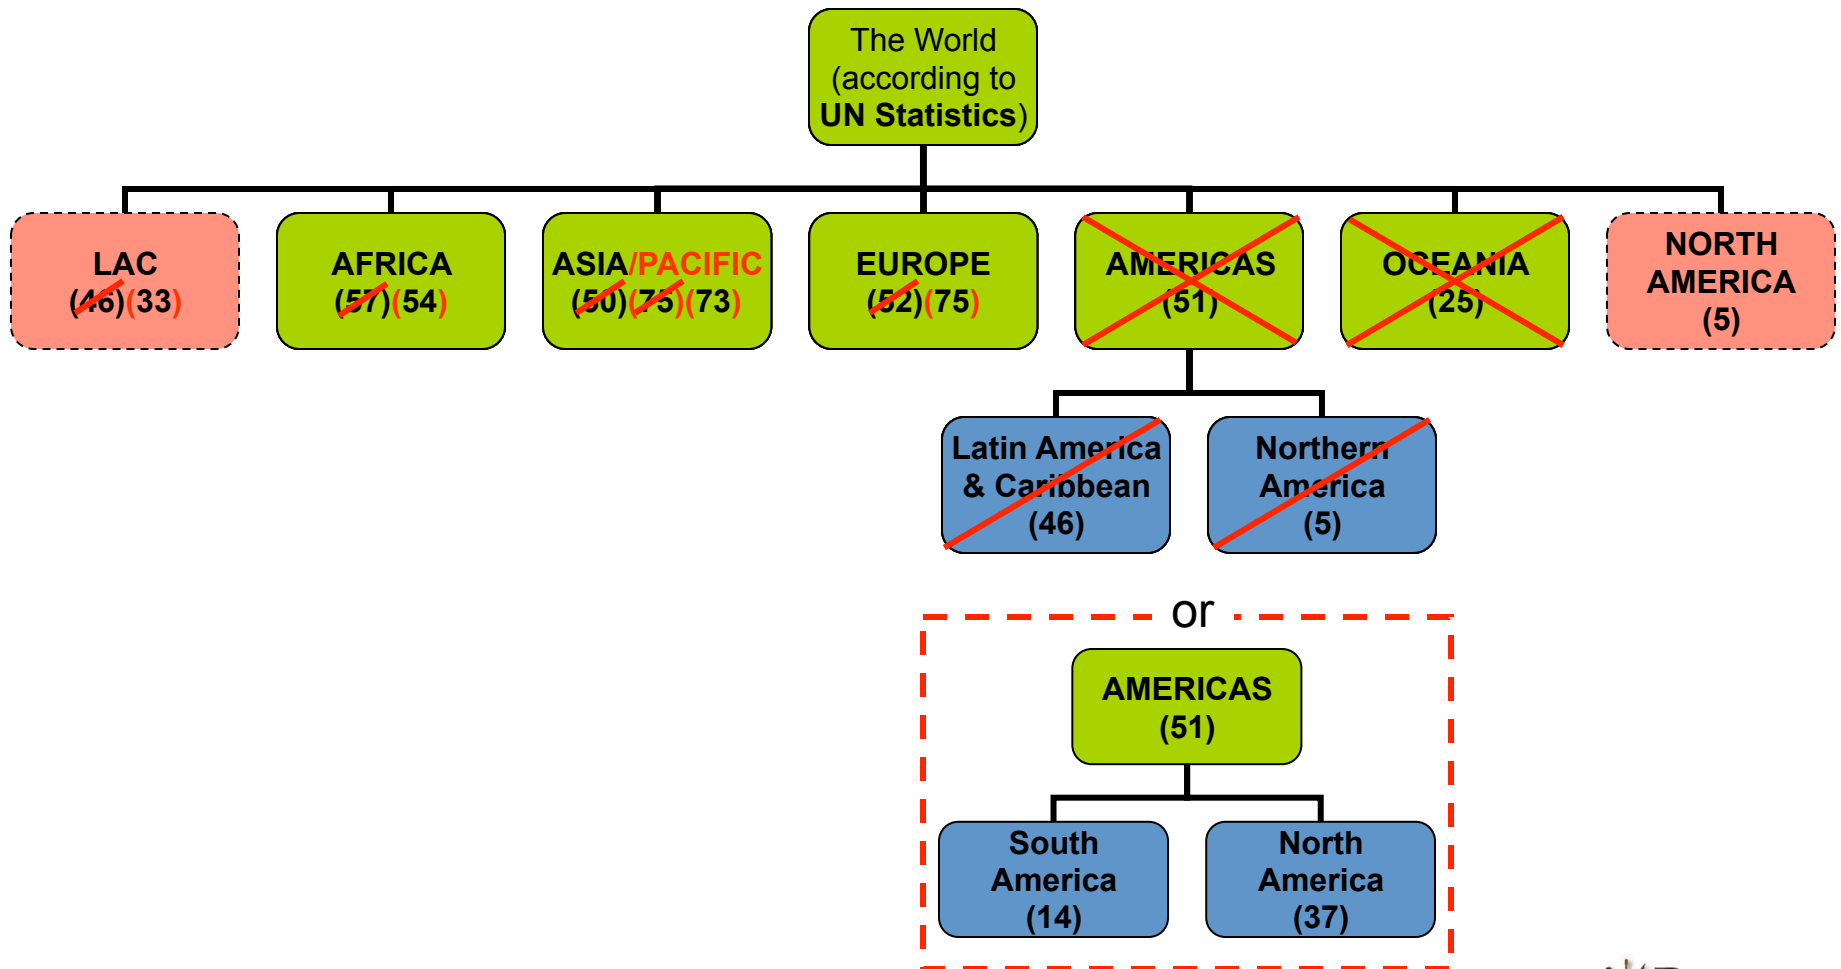 The World
(according to
UN Statistics)
LAC
(46)(33)
AFRICA
(57)(54)
ASIA/PACIFIC
(50)(75)(73)
EUROPE
(52)(75)
AMERICAS
(51)
OCEANIA
(25)
NORTH
AMERICA
(5)
Latin America
& Caribbean
(46)
Northern
America
(5)
or
AMERICAS
(51)
South
America
(14)
North
America
(37)